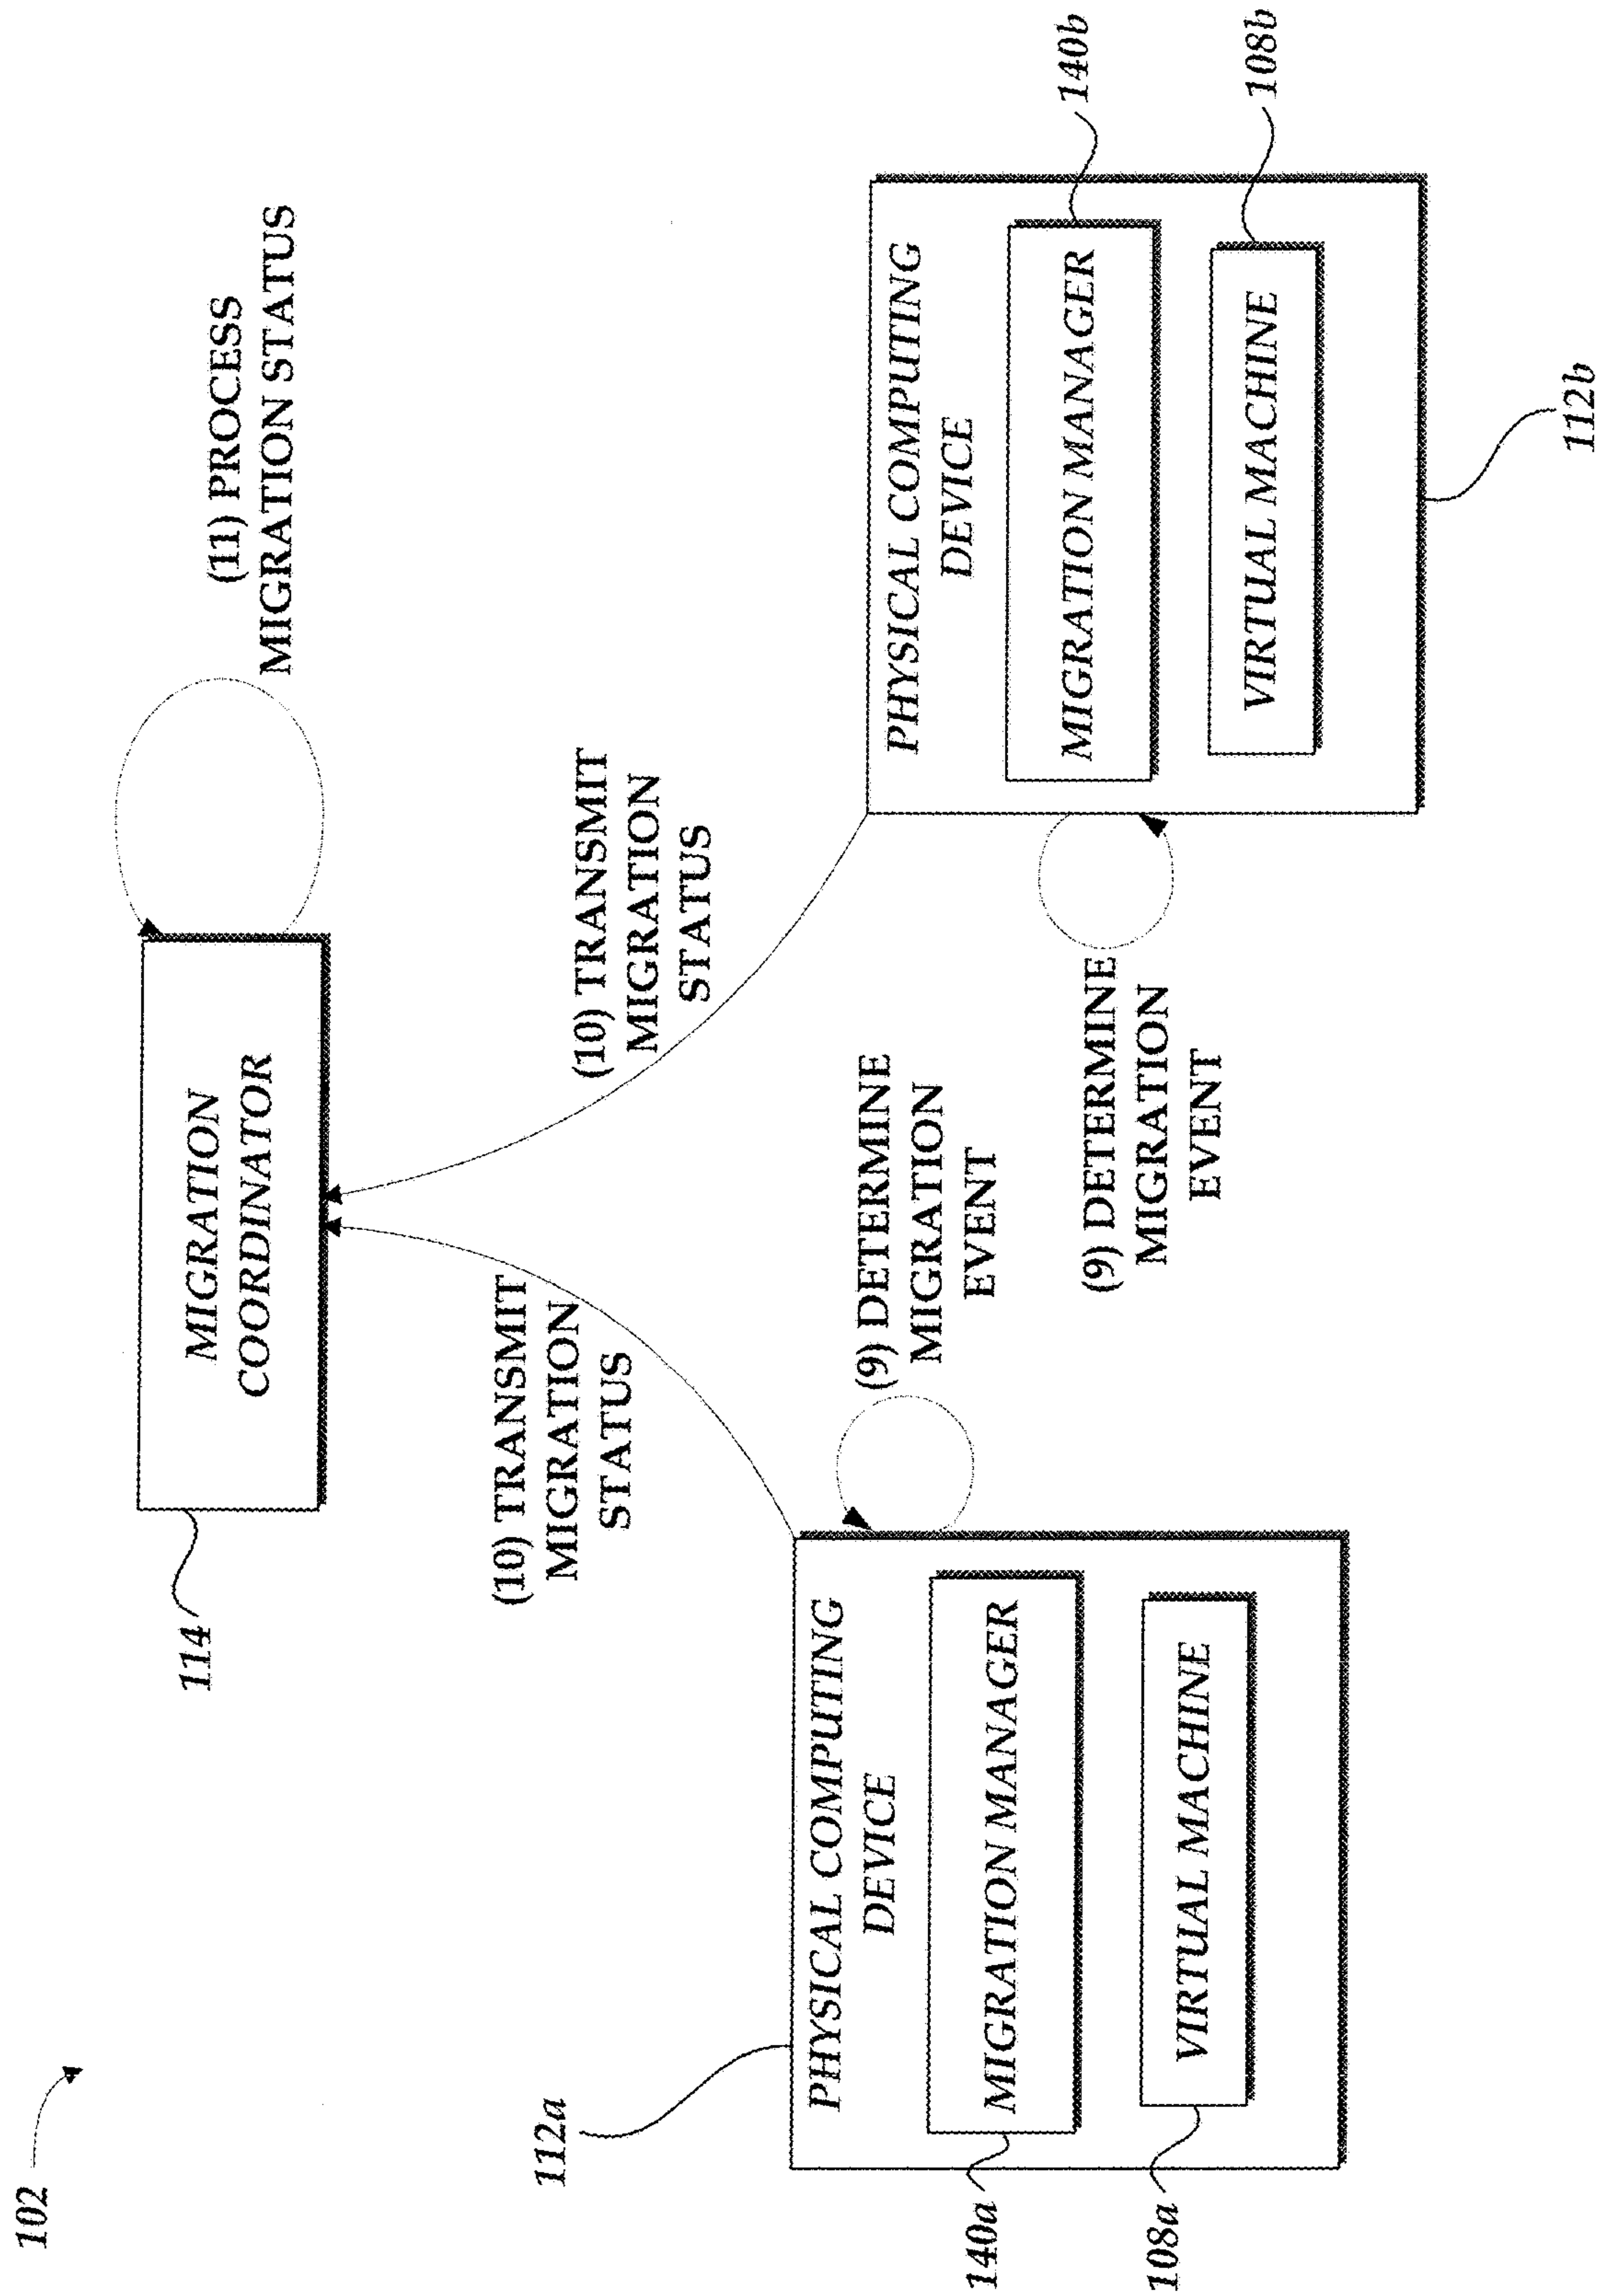 102
114
MIGRATION
COORDINATOR
(11) PROCESS
MIGRATION STATUS
(10) TRANSMIT
MIGRATION
STATUS
(10) TRANSMIT
MIGRATION
STATUS
112a
PHYSICAL COMPUTING
DEVICE
140a
MIGRATION MANAGER
108a
VIRTUAL MACHINE
(9) DETERMINE
MIGRATION
EVENT
(9) DETERMINE
MIGRATION
EVENT
PHYSICAL COMPUTING
DEVICE
MIGRATION MANAGER
140b
VIRTUAL MACHINE
108b
112b